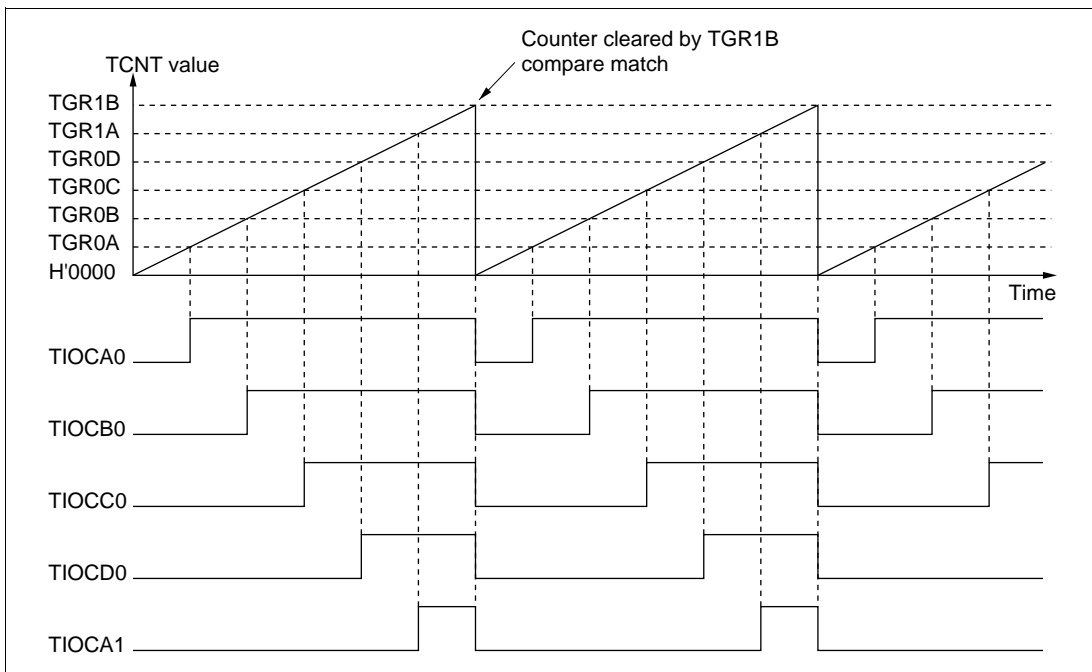 Counter cleared by TGR1B
compare match
TCNT value
TGR1B
TGR1A
TGR0D
TGR0C
TGR0B
TGR0A
H'0000
Time
TIOCA0
TIOCB0
TIOCC0
TIOCD0
TIOCA1